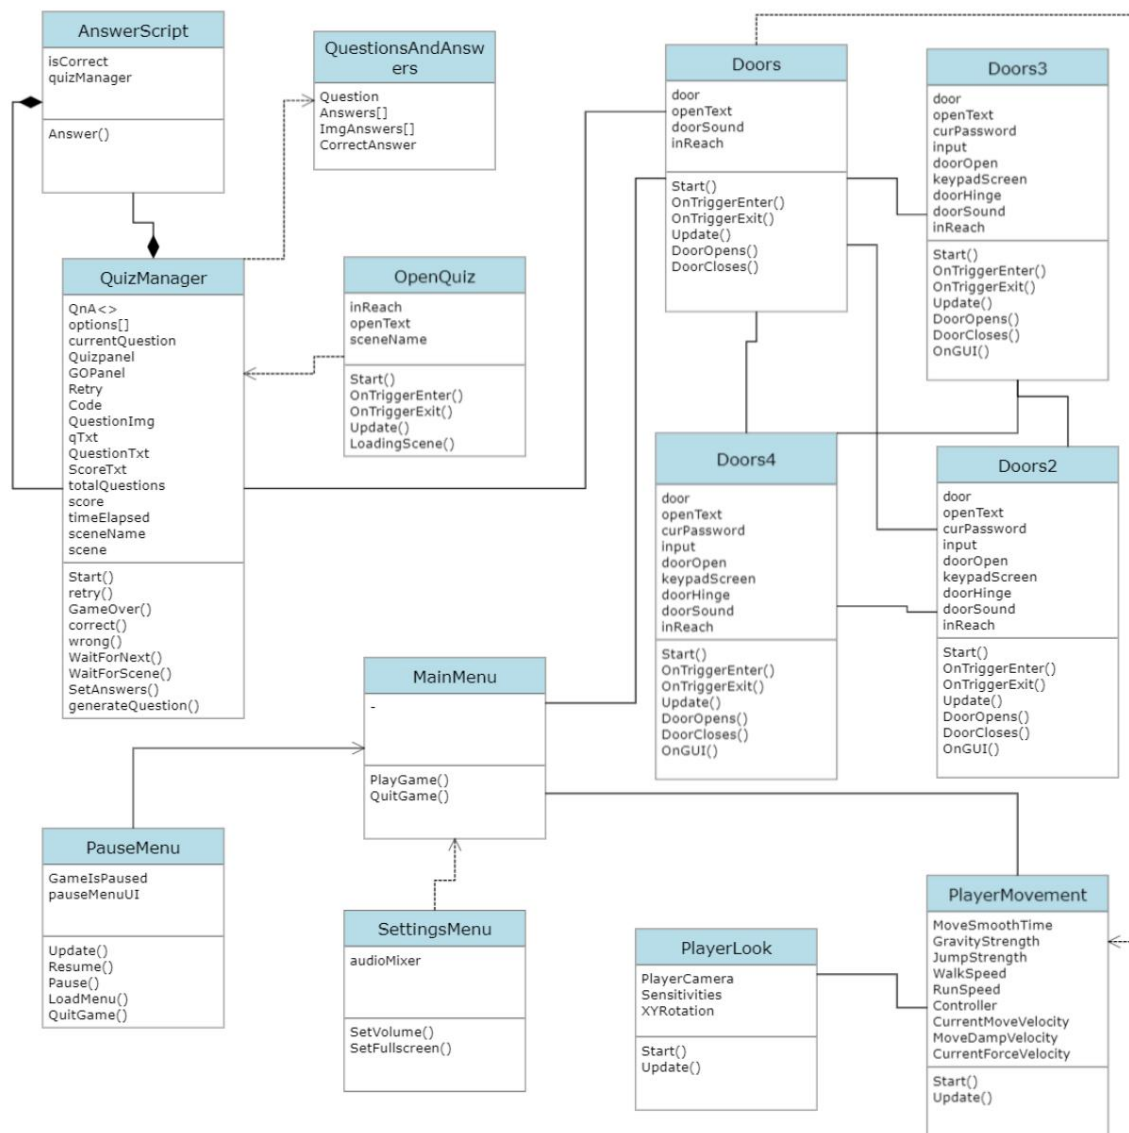 AnswerScript
isCorrect
quizManager
Answer()
QuestionsAndAnsw
ers
Question
Answers[]
ImgAnswers[]
CorrectAnswer
Doors
door
openText
doorSound
inReach
Start()
OnTriggerEnter()
OnTriggerExit()
Update()
DoorOpens()
DoorCloses()
Doors3
door
openText
curPassword
input
doorOpen
keypadScreen
doorHinge
doorSound
inReach
Start()
OnTriggerEnter()
OnTriggerExit()
Update()
DoorOpens()
DoorCloses()
OnGUI()
QuizManager
QnA<>
options[]
currentQuestion
Quizpanel
GOPanel
Retry
Code
QuestionImg
qTxt
QuestionTxt
ScoreTxt
totalQuestions
score
timeElapsed
sceneName
scene
Start()
retry()
GameOver()
correct()
wrong()
WaitForNext()
WaitForScene()
SetAnswers()
generateQuestion()
OpenQuiz
inReach
openText
sceneName
Start()
OnTriggerEnter()
OnTriggerExit()
Update()
LoadingScene()
Doors4
door
openText
curPassword
input
doorOpen
keypadScreen
doorHinge
doorSound
inReach
Start()
OnTriggerEnter()
OnTriggerExit()
Update()
DoorOpens()
DoorCloses()
OnGUI()
Doors2
door
openText
curPassword
input
doorOpen
keypadScreen
doorHinge
doorSound
inReach
Start()
OnTriggerEnter()
OnTriggerExit()
Update()
DoorOpens()
DoorCloses()
OnGUI()
MainMenu
-
PlayGame()
QuitGame()
PauseMenu
GameIsPaused
pauseMenuUI
Update()
Resume()
Pause()
LoadMenu()
QuitGame()
SettingsMenu
audioMixer
SetVolume()
SetFullscreen()
PlayerLook
PlayerCamera
Sensitivities
XYRotation
Start()
Update()
PlayerMovement
MoveSmoothTime
GravityStrength
JumpStrength
WalkSpeed
RunSpeed
Controller
CurrentMoveVelocity
MoveDampVelocity
CurrentForceVelocity
Start()
Update()